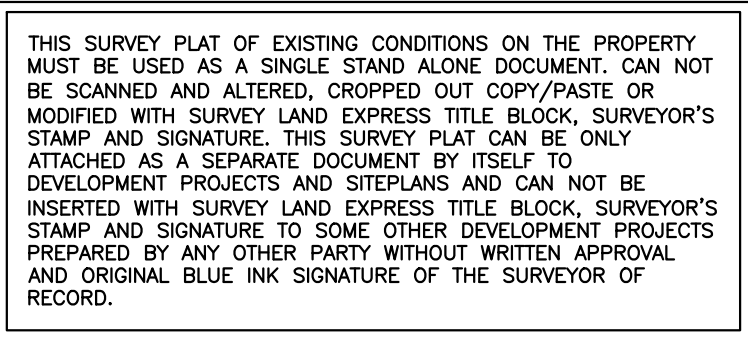 THIS SURVEY PLAT OF EXISTING CONDITIONS ON THE PROPERTY
MUST BE USED AS A SINGLE STAND ALONE DOCUMENT. CAN NOT
BE SCANNED AND ALTERED, CROPPED OUT COPY/PASTE OR
MODIFIED WITH SURVEY LAND EXPRESS TITLE BLOCK, SURVEYOR'S
STAMP AND SIGNATURE. THIS SURVEY PLAT CAN BE ONLY
ATTACHED AS A SEPARATE DOCUMENT BY ITSELF TO
DEVELOPMENT PROJECTS AND SITEPLANS AND CAN NOT BE
INSERTED WITH SURVEY LAND EXPRESS TITLE BLOCK, SURVEYOR'S
STAMP AND SIGNATURE TO SOME OTHER DEVELOPMENT PROJECTS
PREPARED BY ANY OTHER PARTY WITHOUT WRITTEN APPROVAL
AND ORIGINAL BLUE INK SIGNATURE OF THE SURVEYOR OF
RECORD.